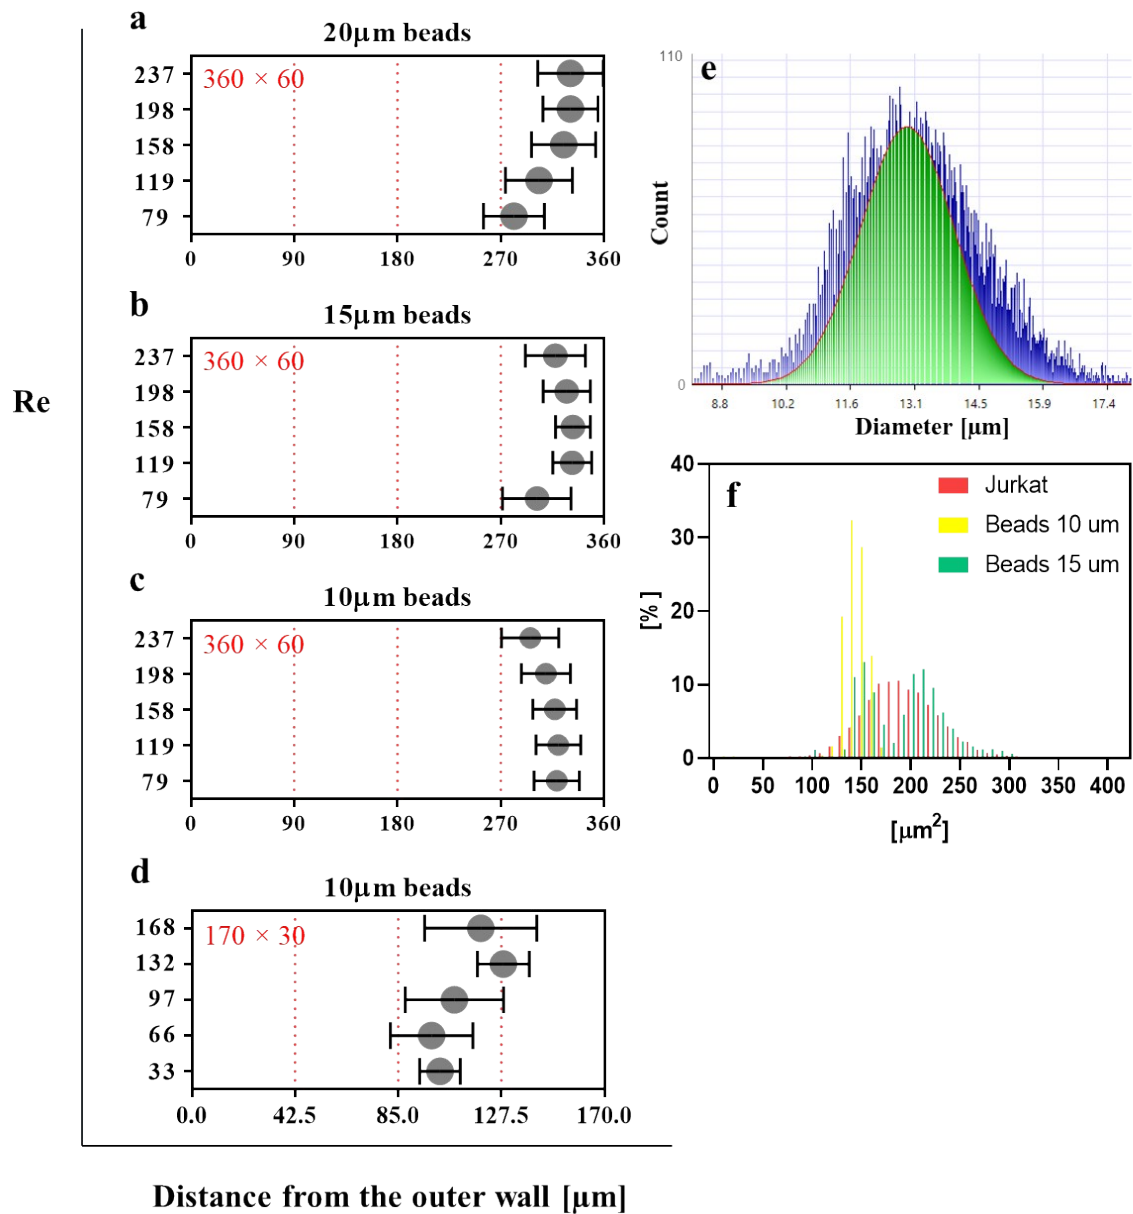 a
20μm beads
360 × 60
237
198
158
119
79
0 90 180 270 360
b
15μm beads
360 × 60
237
198
158
119
79
0 90 180 270 360
Re
c
10μm beads
360 × 60
237
198
158
119
79
0 90 180 270 360
d
10μm beads
170 × 30
168
132
97
66
33
0.0 42.5 85.0 127.5 170.0
Distance from the outer wall [μm]
e
110
Count
0
8.8 10.2 11.6 13.1 14.5 15.9 17.4
Diameter [μm]
f
40
30
20
10
0
[% ]
Jurkat
Beads 10 um
Beads 15 um
0 50 100 150 200 250 300 350 400
[μm²]